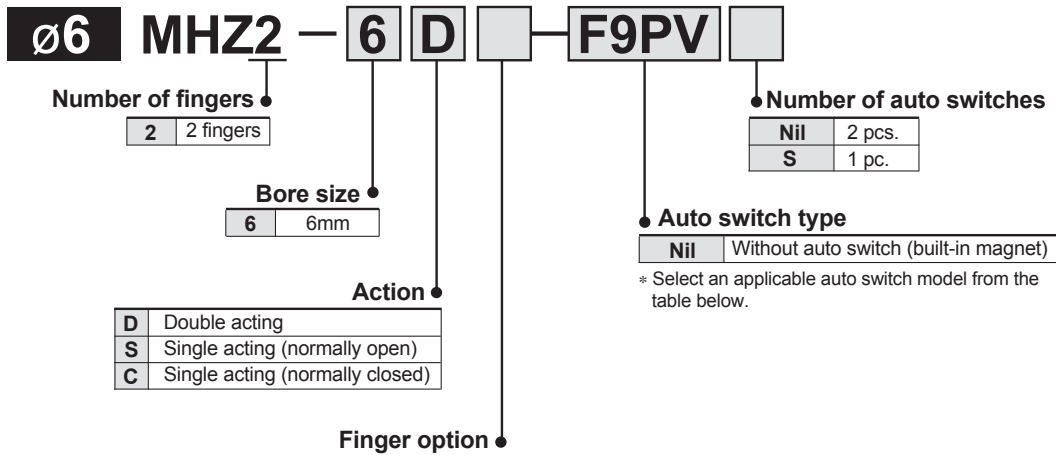 ø6 MHZ2 — 6 D — F9PV
Number of fingers
2 2 fingers
Number of auto switches
Nil 2 pcs.
S 1 pc.
Bore size
6 6mm
Auto switch type
Nil Without auto switch (built-in magnet)
* Select an applicable auto switch model from the
table below.
Action
D Double acting
S Single acting (normally open)
C Single acting (normally closed)
Finger option